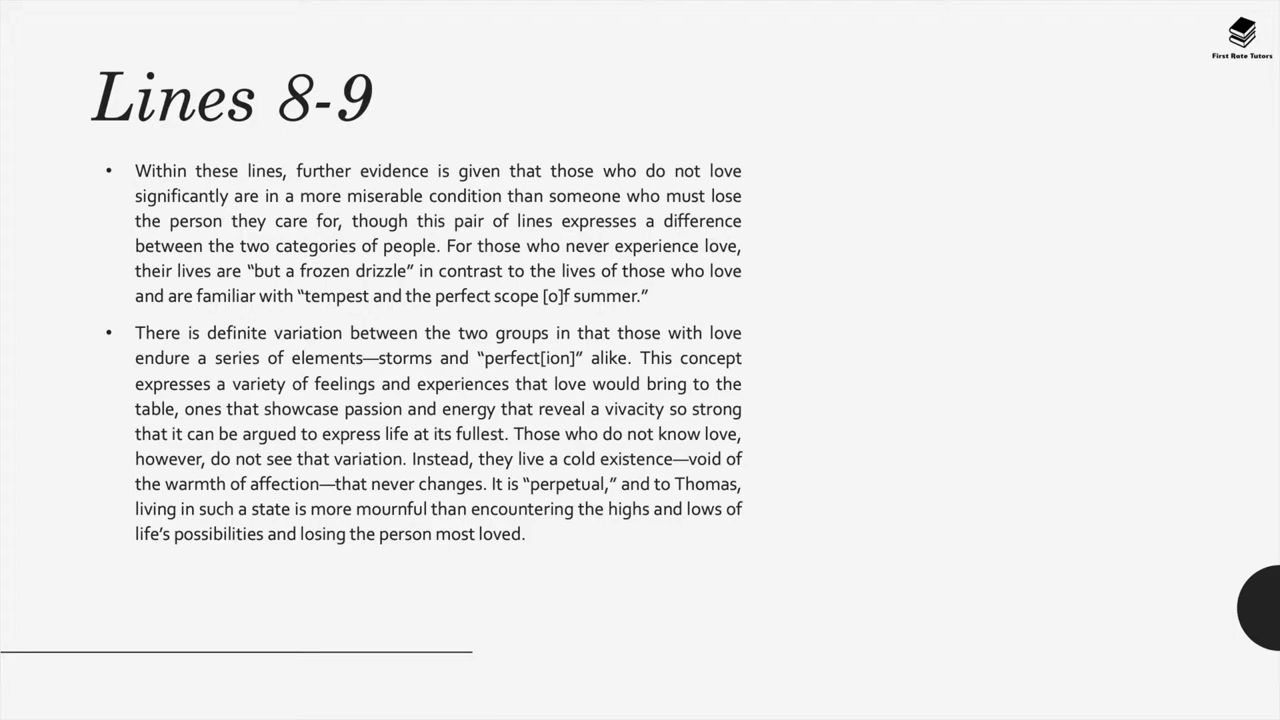 First Rate Tutors
Lines 8-9
• Within these lines, further evidence is given that those who do not love
significantly are in a more miserable condition than someone who must lose
the person they care for, though this pair of lines expresses a difference
between the two categories of people. For those who never experience love,
their lives are “but a frozen drizzle” in contrast to the lives of those who love
and are familiar with “tempest and the perfect scope [o]f summer.”
• There is definite variation between the two groups in that those with love
endure a series of elements—storms and “perfect[ion]” alike. This concept
expresses a variety of feelings and experiences that love would bring to the
table, ones that showcase passion and energy that reveal a vivacity so strong
that it can be argued to express life at its fullest. Those who do not know love,
however, do not see that variation. Instead, they live a cold existence—void of
the warmth of affection—that never changes. It is “perpetual,” and to Thomas,
living in such a state is more mournful than encountering the highs and lows of
life’s possibilities and losing the person most loved.